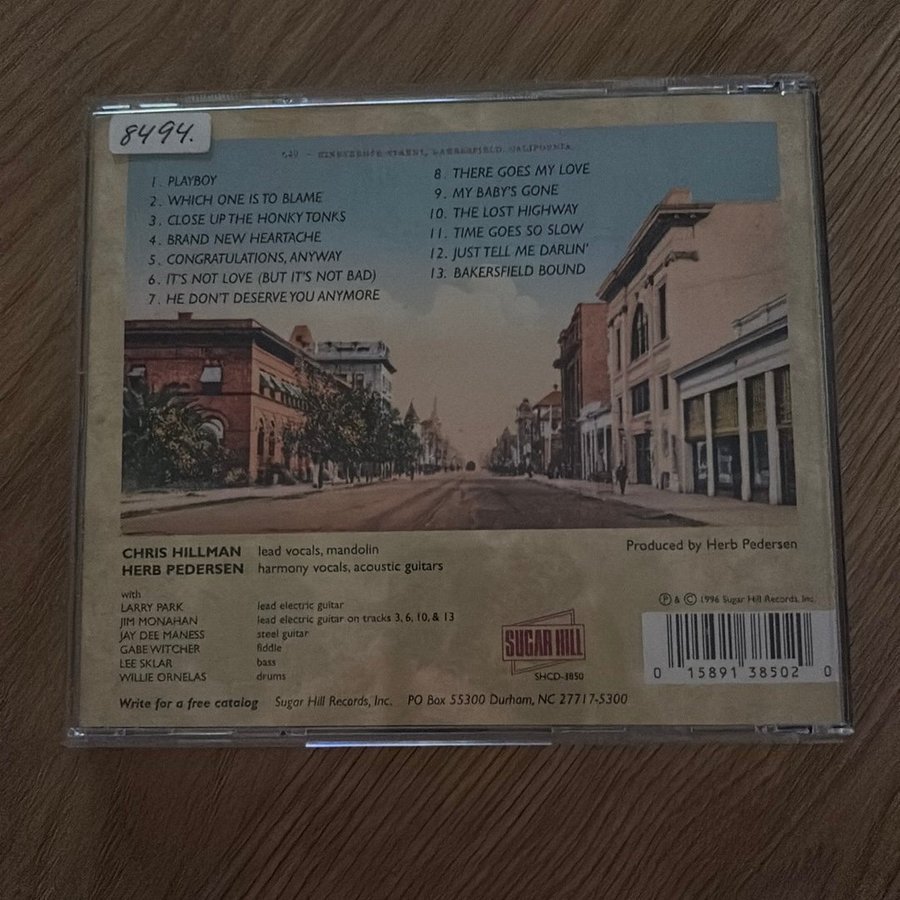 8494.
NINETEENTH STREET, BAKERSFIELD, CALIFORNIA
1. PLAYBOY
2. WHICH ONE IS TO BLAME
3. CLOSE UP THE HONKY TONKS
4. BRAND NEW HEARTACHE
5. CONGRATULATIONS, ANYWAY
6. IT'S NOT LOVE (BUT IT'S NOT BAD)
7. HE DON'T DESERVE YOU ANYMORE
8. THERE GOES MY LOVE
9. MY BABY'S GONE
10. THE LOST HIGHWAY
11. TIME GOES SO SLOW
12. JUST TELL ME DARLIN'
13. BAKERSFIELD BOUND
CHRIS HILLMAN lead vocals, mandolin
HERB PEDERSEN harmony vocals, acoustic guitars
Produced by Herb Pedersen
with
LARRY PARK lead electric guitar
JIM MONAHAN lead electric guitar on tracks 3, 6, 10, & 13
JAY DEE MANESS steel guitar
GABE WITCHER fiddle
LEE SKLAR bass
WILLIE ORNELAS drums
SUGAR HILL
SHCD-3850
℗ & © 1996 Sugar Hill Records, Inc.
0 15891 38502 0
Write for a free catalog Sugar Hill Records, Inc. PO Box 55300 Durham, NC 27717-5300